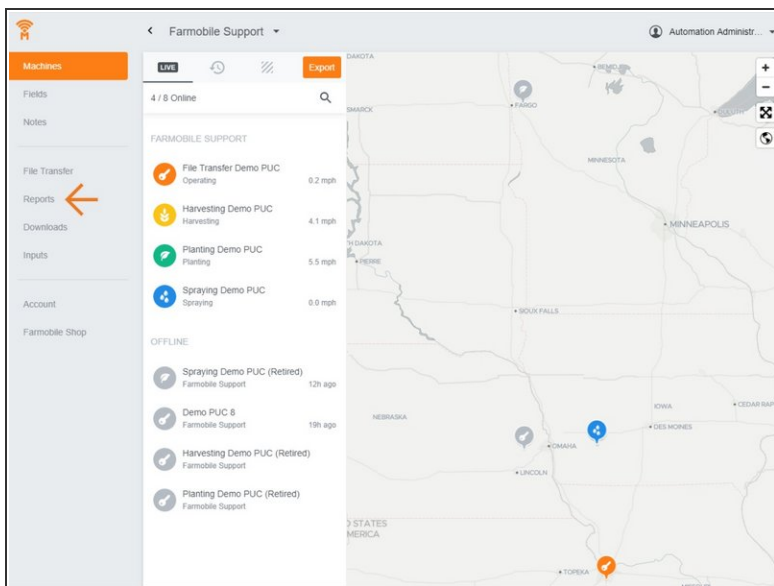 Farmobile Support
Automation Administr...
Machines
Fields
Notes
File Transfer
Reports
Downloads
Inputs
Account
Farmobile Shop
LIVE
Export
4 / 8 Online
FARMOBILE SUPPORT
File Transfer Demo PUC
Operating 0.2 mph
Harvesting Demo PUC
Harvesting 4.1 mph
Planting Demo PUC
Planting 5.5 mph
Spraying Demo PUC
Spraying 0.0 mph
OFFLINE
Spraying Demo PUC (Retired)
Farmobile Support 12h ago
Demo PUC 8
Farmobile Support 19h ago
Harvesting Demo PUC (Retired)
Farmobile Support
Planting Demo PUC (Retired)
Farmobile Support
DAKOTA
BEMIDJI
FARGO
SMARCK
MINNESOTA
MINNEAPOLIS
H DAKOTA
PIERRE
SIOUX FALLS
IOWA
CEDAR RAP
NEBRASKA
DES MOINES
OMAHA
LINCOLN
D STATES
MERICA
TOPEKA